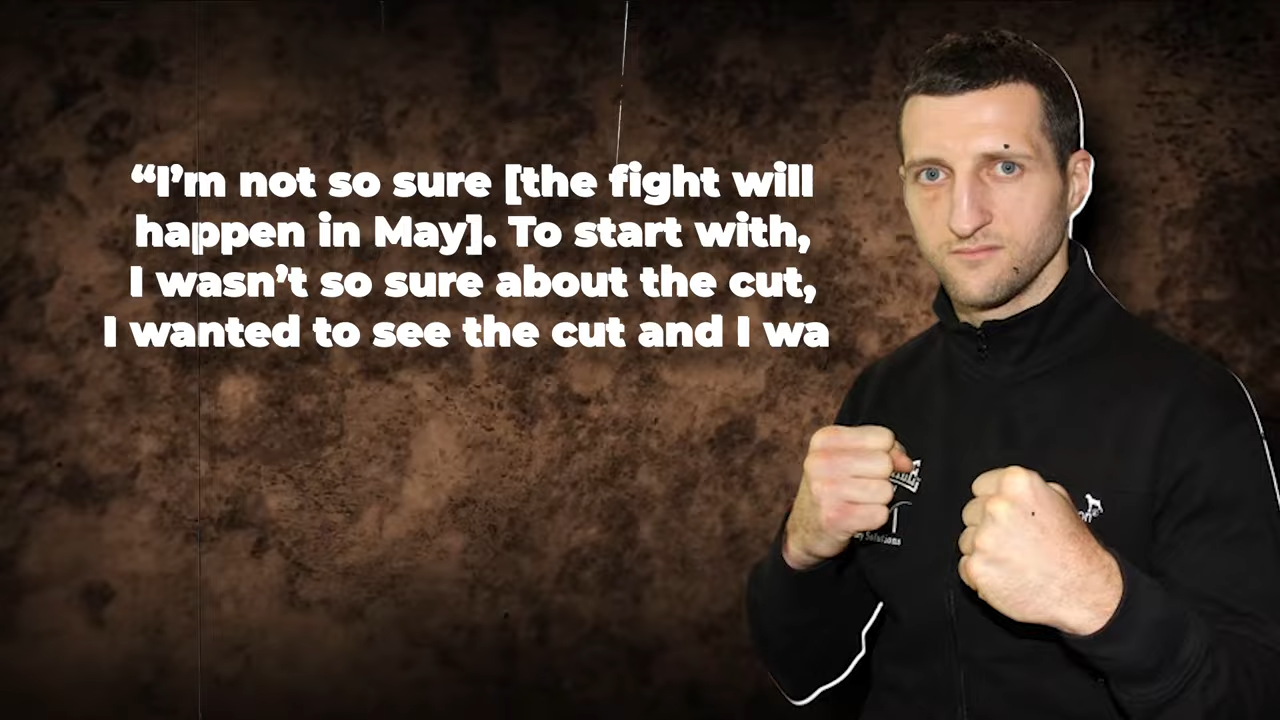 “I’m not so sure [the fight will
happen in May]. To start with,
I wasn’t so sure about the cut,
I wanted to see the cut and I wa
Solutions